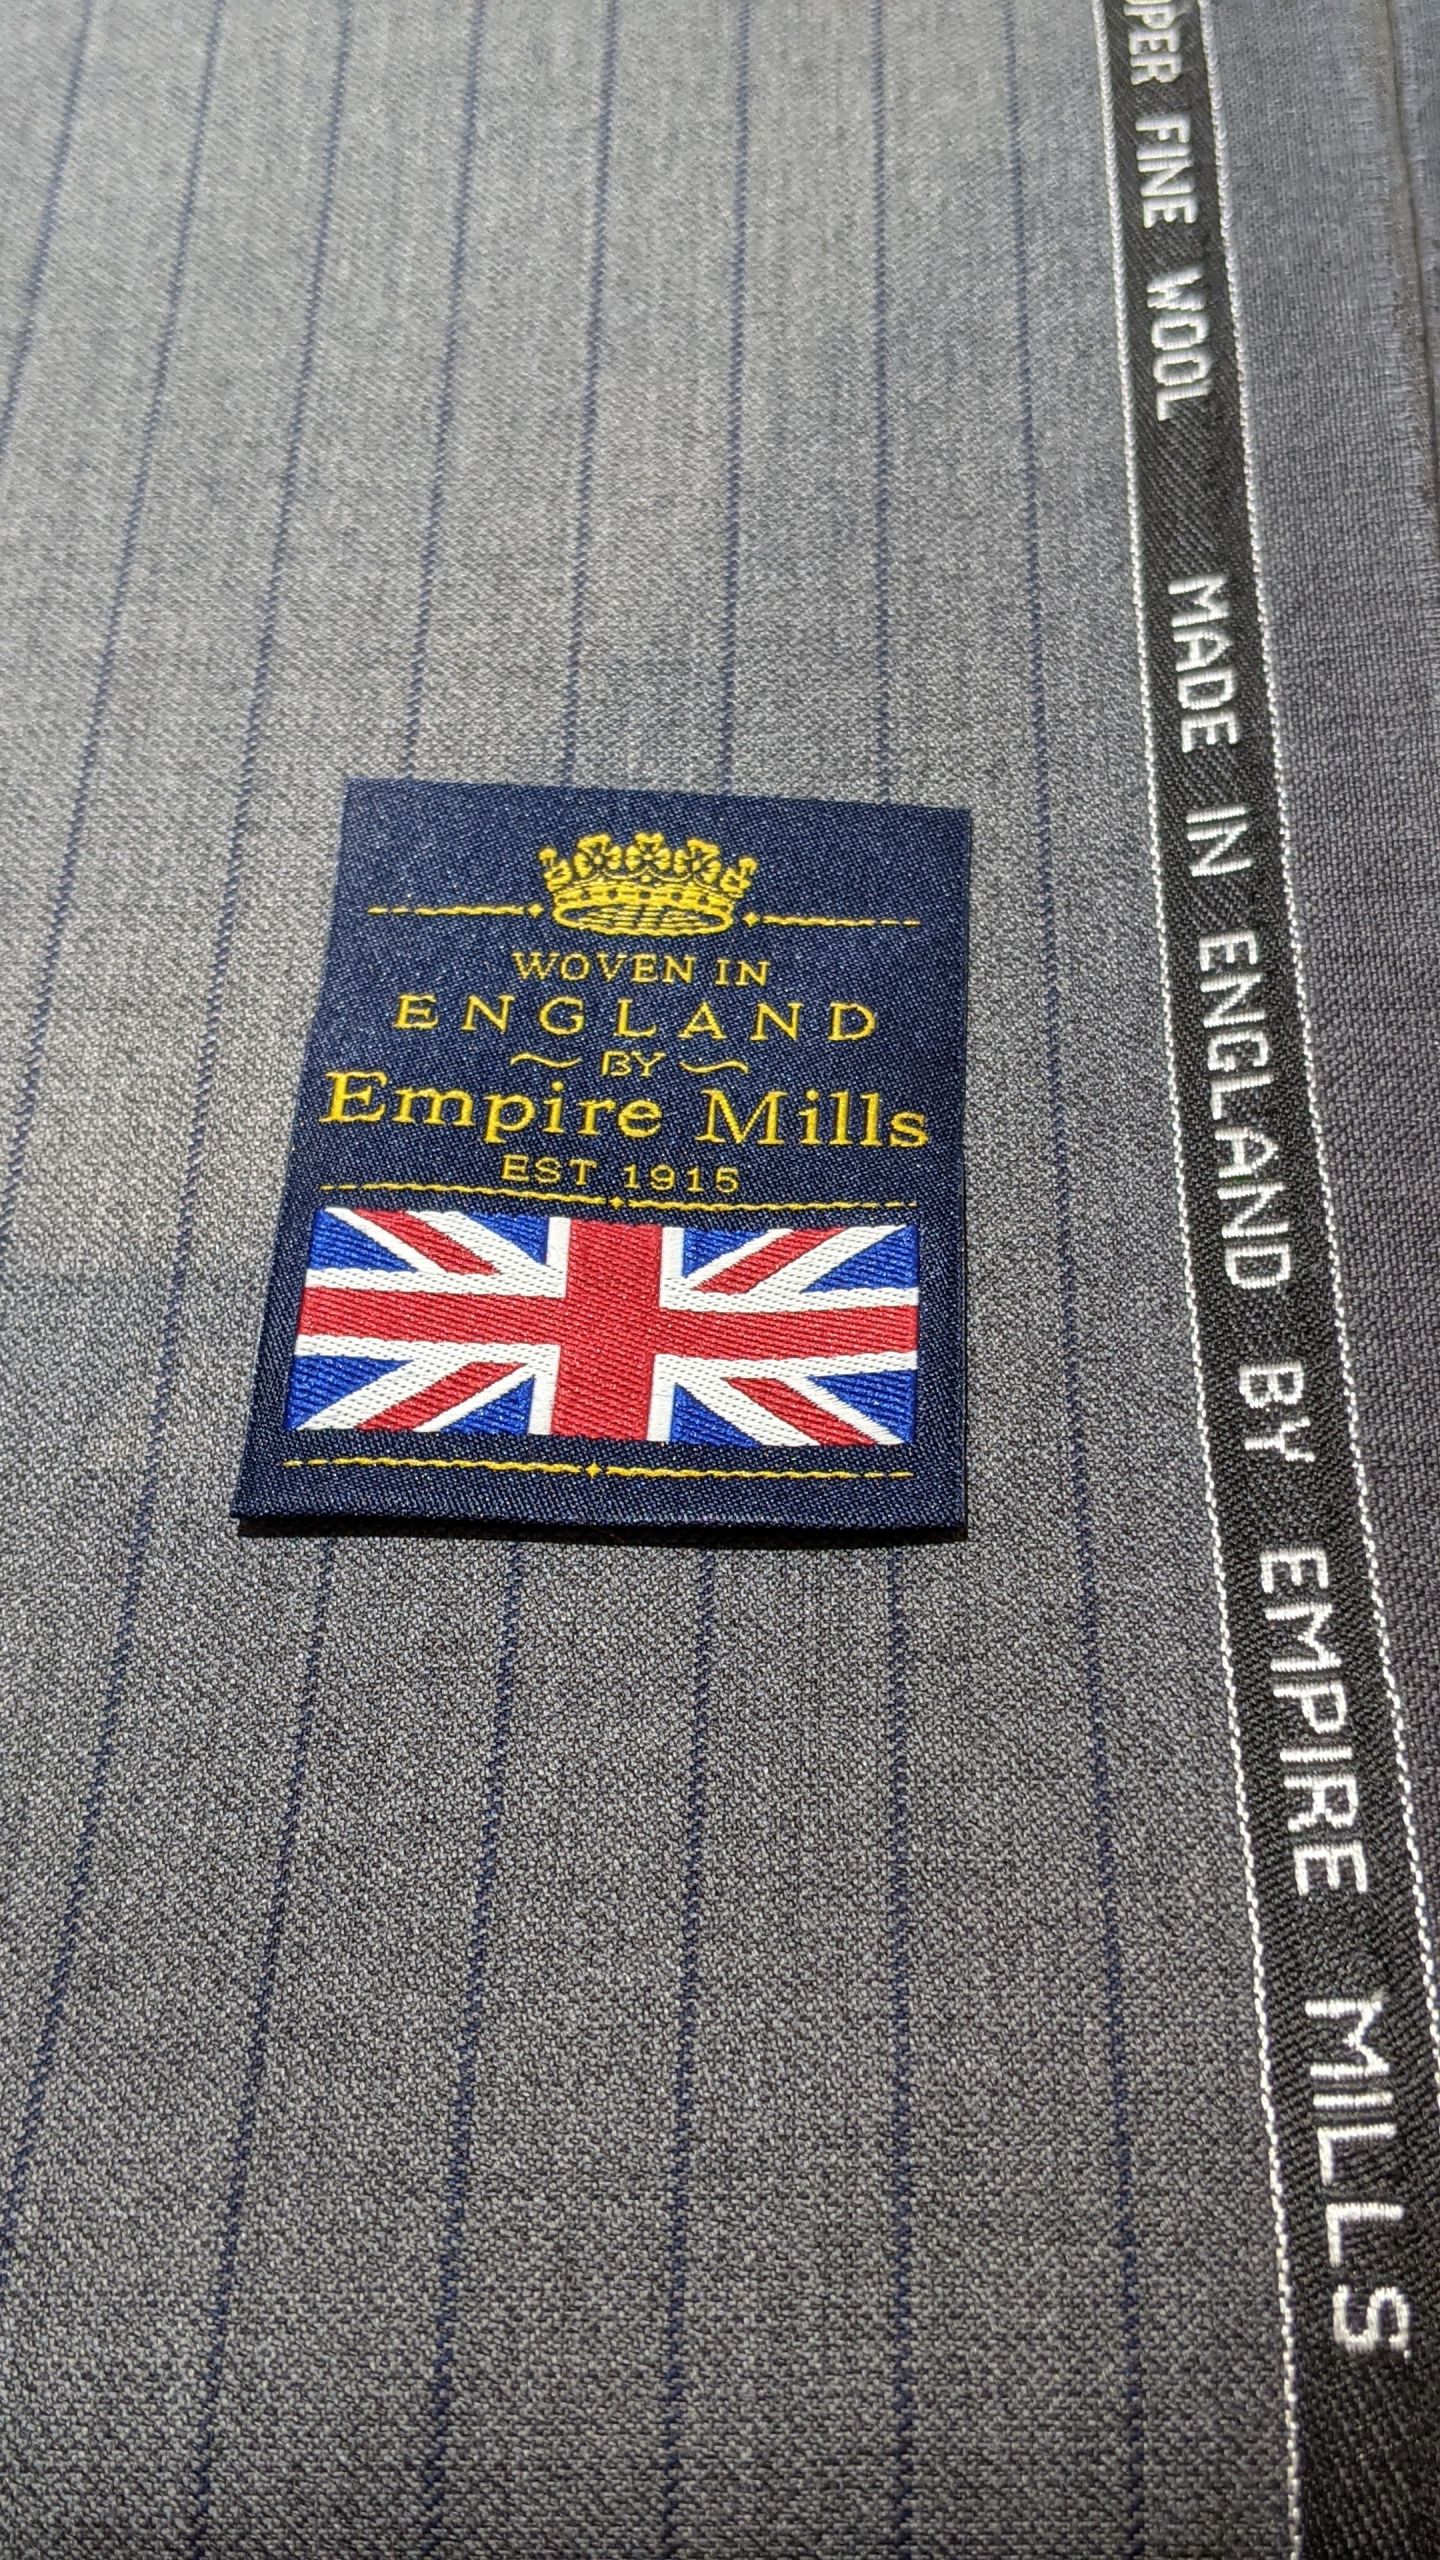 WOVEN IN
ENGLAND
BY
Empire Mills
EST 1915
FINE WOOL MADE IN ENGLAND BY EMPIRE MILLS